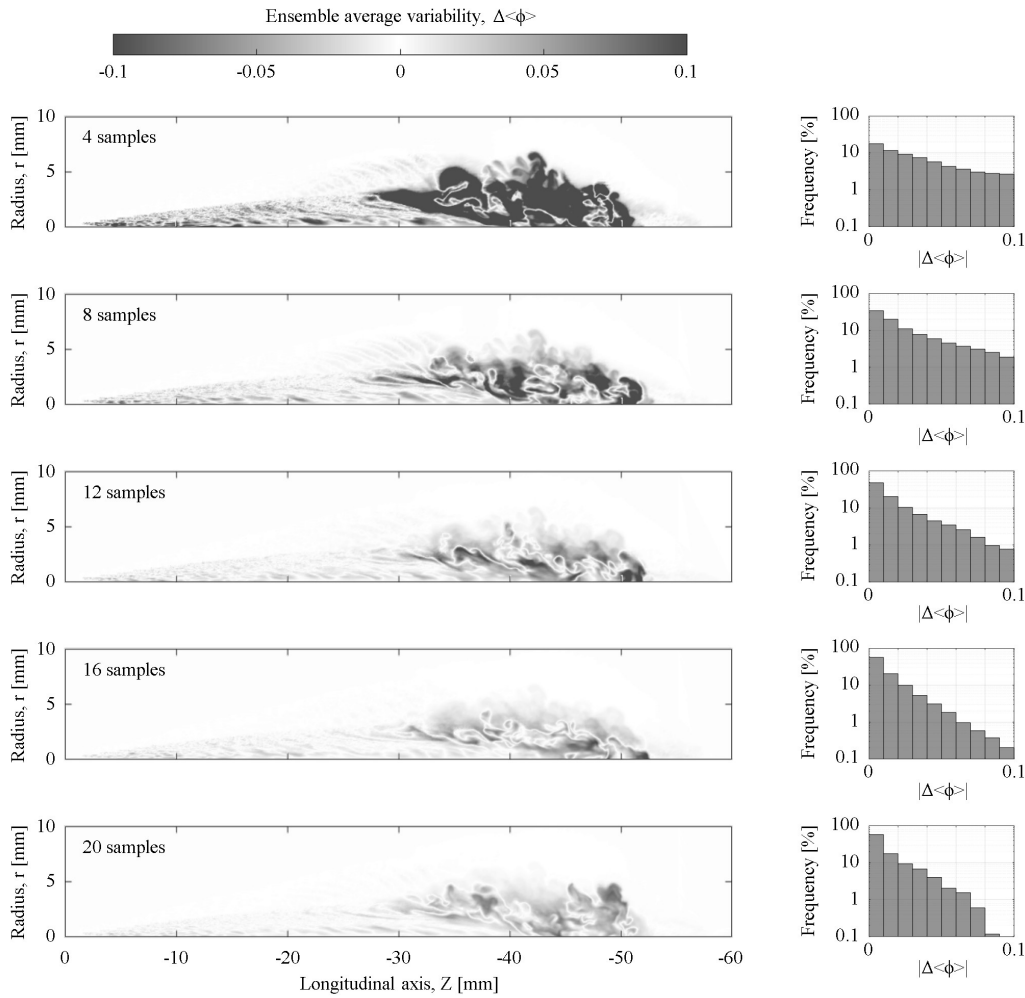 Ensemble average variability, Δ<ϕ>
-0.1 -0.05 0 0.05 0.1
Radius, r [mm]
10
5
0
4 samples
Frequency [%]
100
10
1
0.1
0 0.1
|Δ<ϕ>|
Radius, r [mm]
10
5
0
8 samples
Frequency [%]
100
10
1
0.1
0 0.1
|Δ<ϕ>|
Radius, r [mm]
10
5
0
12 samples
Frequency [%]
100
10
1
0.1
0 0.1
|Δ<ϕ>|
Radius, r [mm]
10
5
0
16 samples
Frequency [%]
100
10
1
0.1
0 0.1
|Δ<ϕ>|
Radius, r [mm]
10
5
0
20 samples
0 -10 -20 -30 -40 -50 -60
Longitudinal axis, Z [mm]
Frequency [%]
100
10
1
0.1
0 0.1
|Δ<ϕ>|